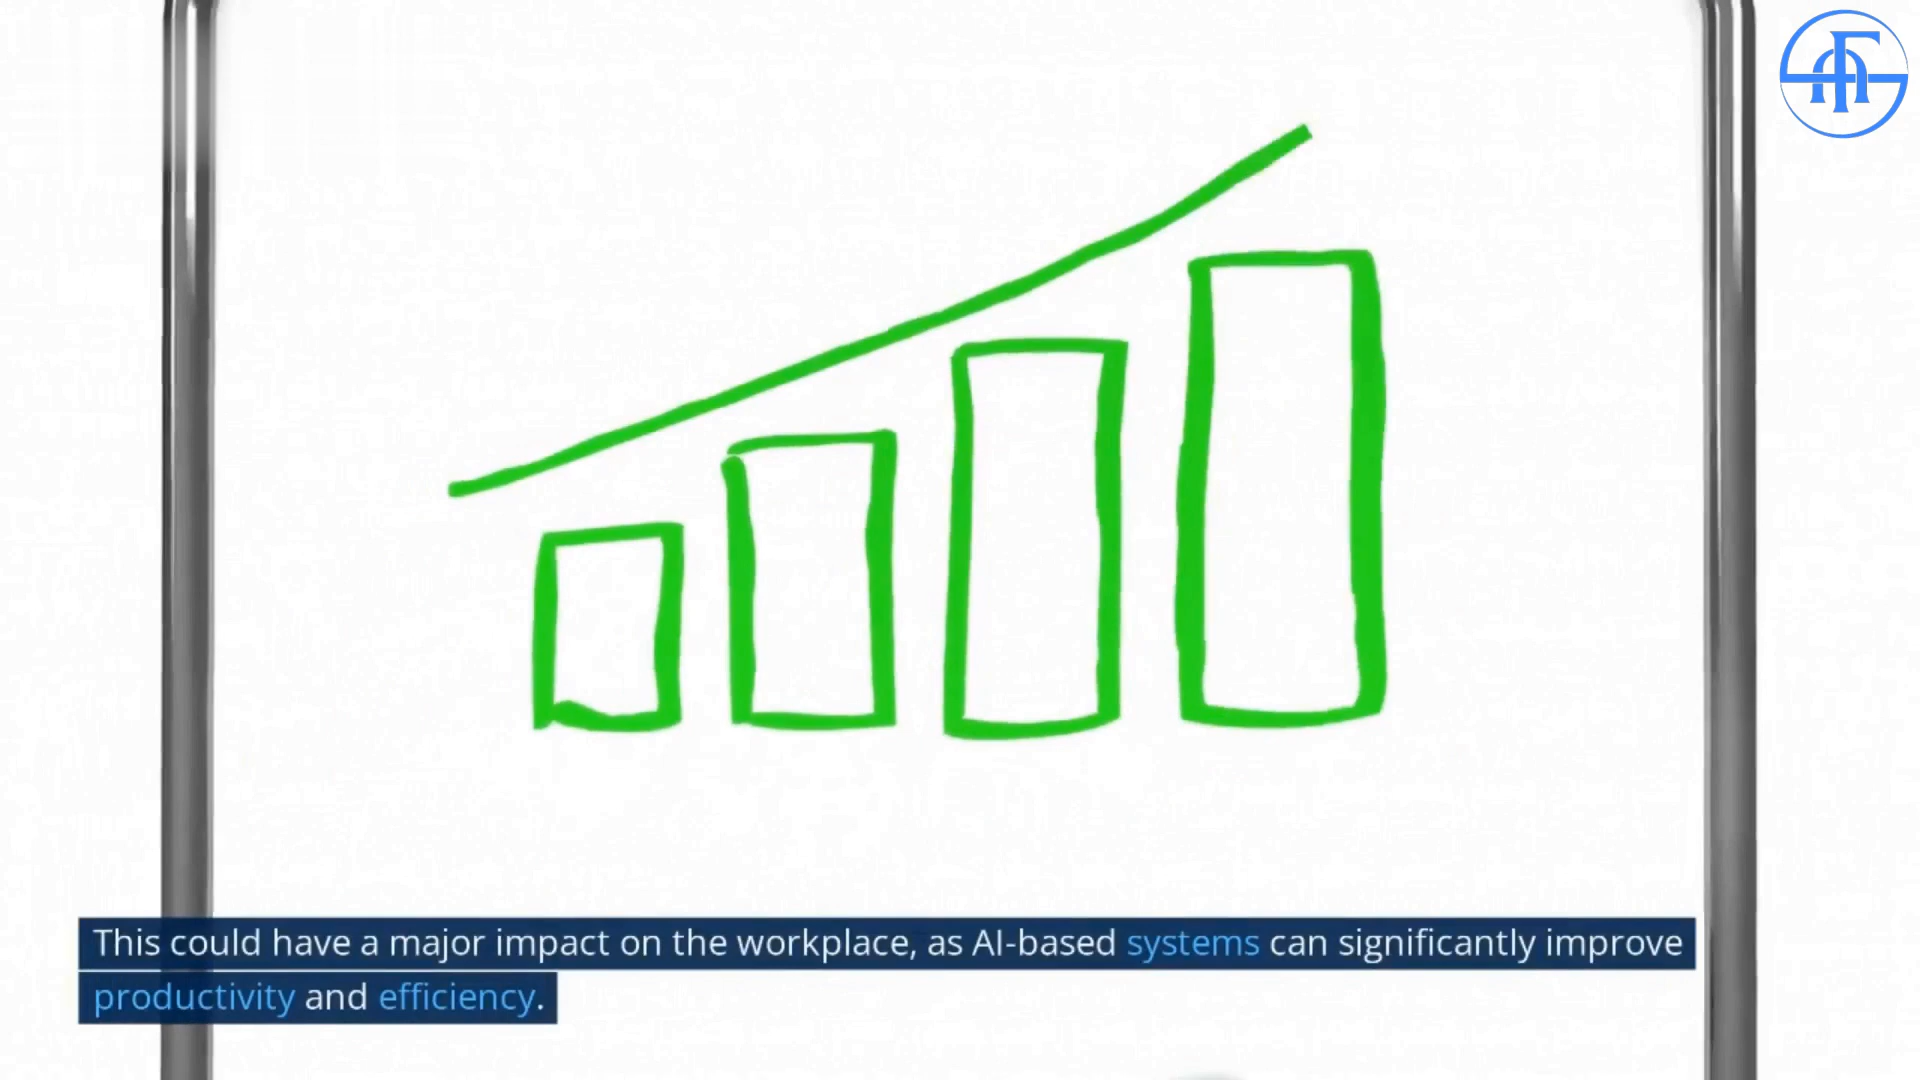 This could have a major impact on the workplace, as AI-based systems can significantly improve
productivity and efficiency.